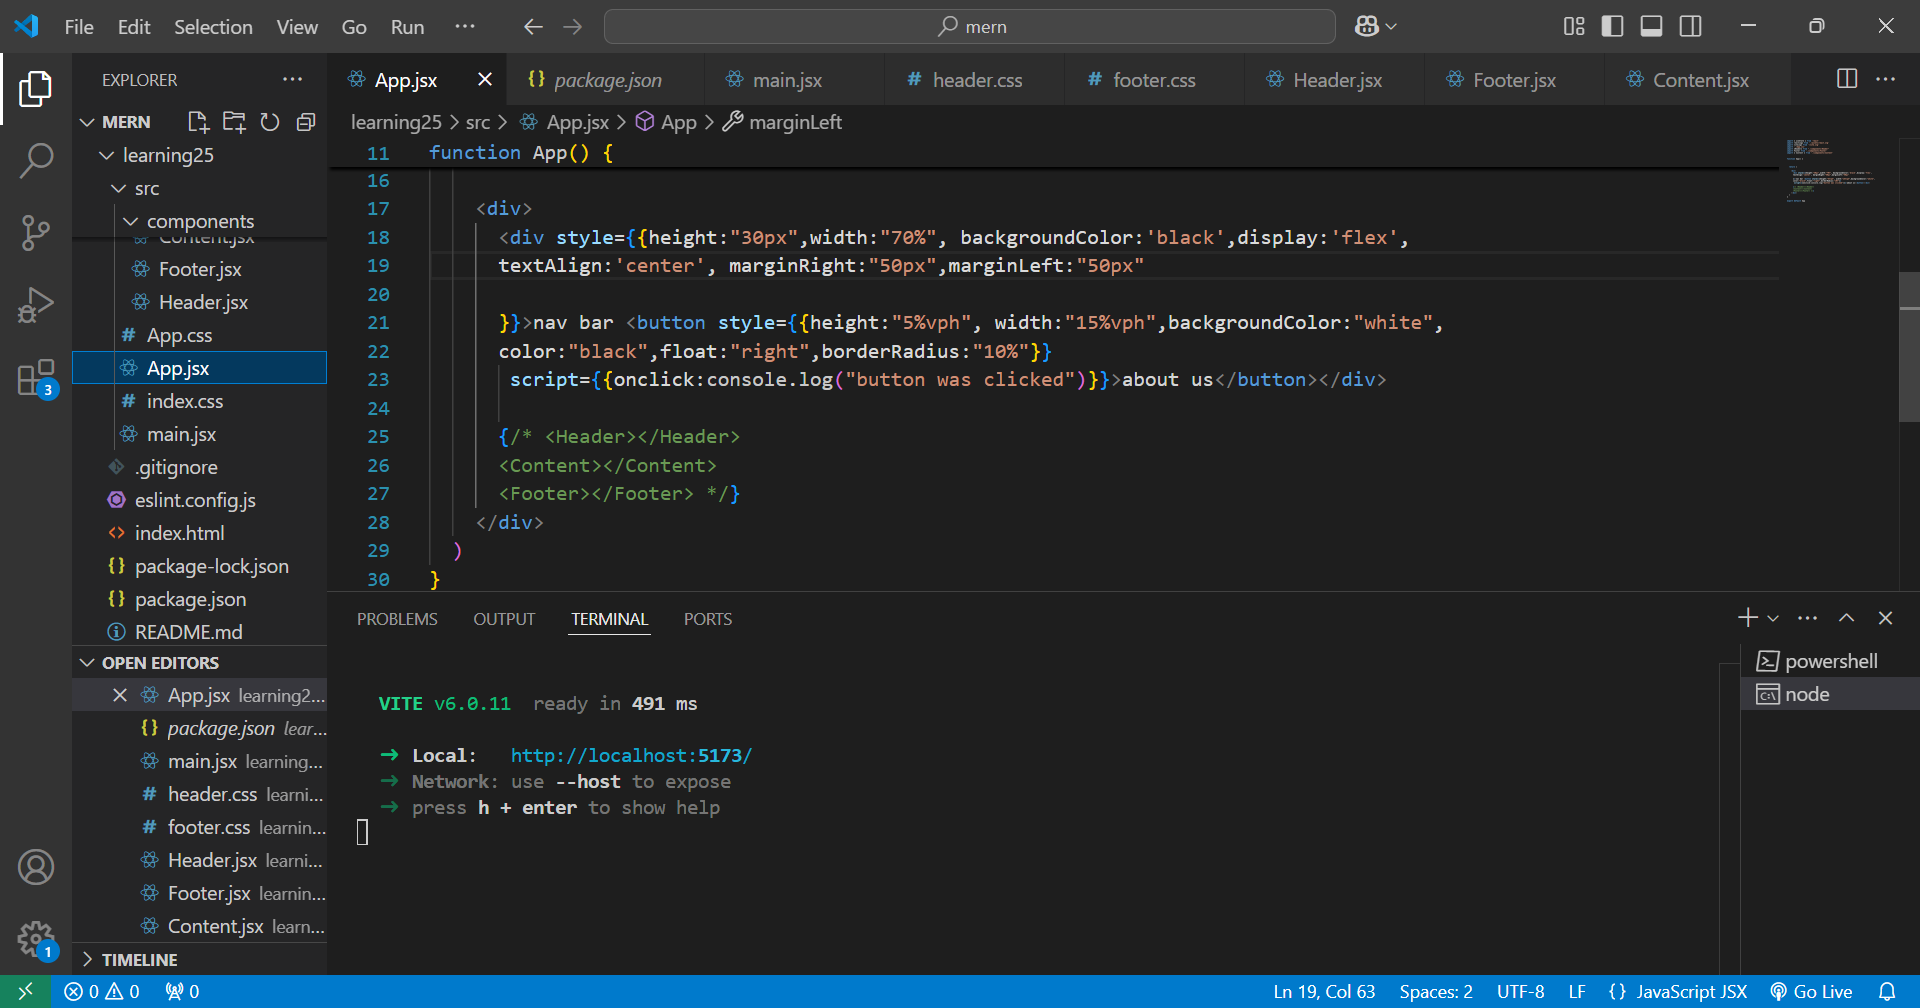 File Edit Selection View Go Run ··· mern
EXPLORER
MERN
learning25
src
components
Content.jsx
Footer.jsx
Header.jsx
# App.css
App.jsx
# index.css
main.jsx
.gitignore
eslint.config.js
<> index.html
{} package-lock.json
{} package.json
README.md
OPEN EDITORS
App.jsx learning2...
{} package.json lear...
main.jsx learning...
# header.css learni...
# footer.css learnin...
Header.jsx learni...
Footer.jsx learnin...
Content.jsx learn...
TIMELINE
3
1
App.jsx {} package.json main.jsx # header.css # footer.css Header.jsx Footer.jsx Content.jsx
learning25 > src > App.jsx > App > marginLeft
11 function App() {
16
17 <div>
18 <div style={{height:"30px",width:"70%", backgroundColor:'black',display:'flex',
19 textAlign:'center', marginRight:"50px",marginLeft:"50px"
20
21 }}>nav bar <button style={{height:"5%vph", width:"15%vph",backgroundColor:"white",
22 color:"black",float:"right",borderRadius:"10%"}}
23 script={{onclick:console.log("button was clicked")}}>about us</button></div>
24
25 {/* <Header></Header>
26 <Content></Content>
27 <Footer></Footer> */}
28 </div>
29 )
30 }
PROBLEMS OUTPUT TERMINAL PORTS
VITE v6.0.11 ready in 491 ms
➜ Local: http://localhost:5173/
➜ Network: use --host to expose
➜ press h + enter to show help
powershell
node
0 0 0 Ln 19, Col 63 Spaces: 2 UTF-8 LF {} JavaScript JSX Go Live